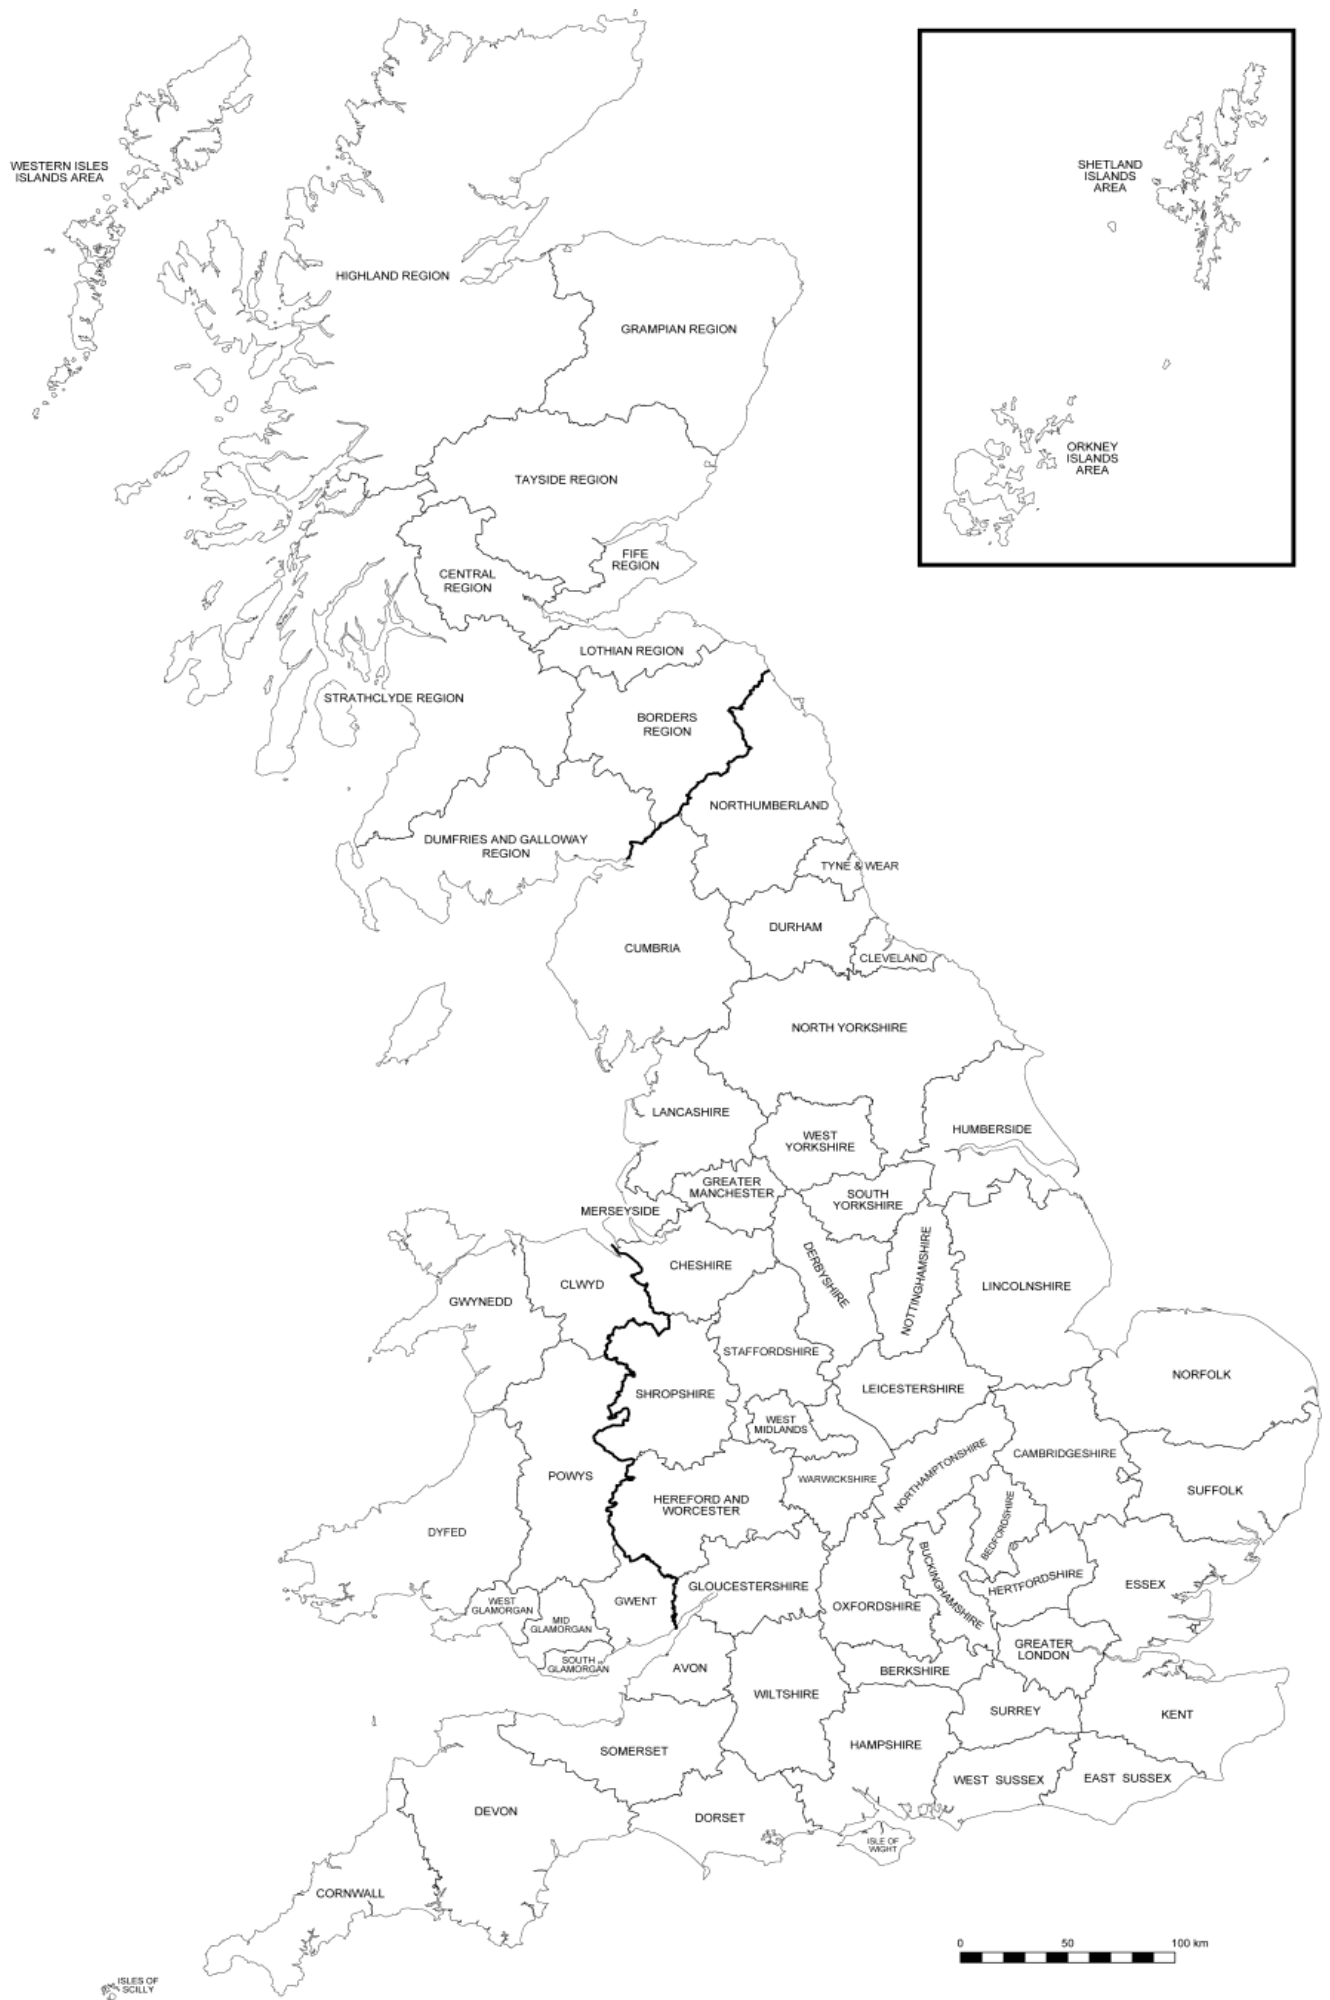 WESTERN ISLES
ISLANDS AREA
SHETLAND
ISLANDS
AREA
HIGHLAND REGION
GRAMPIAN REGION
ORKNEY
ISLANDS
AREA
TAYSIDE REGION
FIFE
REGION
CENTRAL
REGION
LOTHIAN REGION
STRATHCLYDE REGION
BORDERS
REGION
NORTHUMBERLAND
DUMFRIES AND GALLOWAY
REGION
TYNE & WEAR
DURHAM
CUMBRIA
CLEVELAND
NORTH YORKSHIRE
LANCASHIRE
HUMBERSIDE
WEST
YORKSHIRE
GREATER
MANCHESTER
SOUTH
YORKSHIRE
MERSEYSIDE
CHESHIRE
DERBYSHIRE
NOTTINGHAMSHIRE
LINCOLNSHIRE
CLWYD
GWYNEDD
STAFFORDSHIRE
NORFOLK
SHROPSHIRE
LEICESTERSHIRE
WEST
MIDLANDS
CAMBRIDGESHIRE
NORTHAMPTONSHIRE
POWYS
WARWICKSHIRE
SUFFOLK
HEREFORD AND
WORCESTER
BEDFORDSHIRE
DYFED
BUCKINGHAMSHIRE
HERTFORDSHIRE
ESSEX
GLOUCESTERSHIRE
WEST
GLAMORGAN
GWENT
OXFORDSHIRE
MID
GLAMORGAN
GREATER
LONDON
SOUTH
GLAMORGAN
AVON
BERKSHIRE
WILTSHIRE
SURREY
KENT
HAMPSHIRE
SOMERSET
WEST SUSSEX
EAST SUSSEX
DEVON
DORSET
ISLE OF
WIGHT
CORNWALL
0 50 100 km
ISLES OF
SCILLY